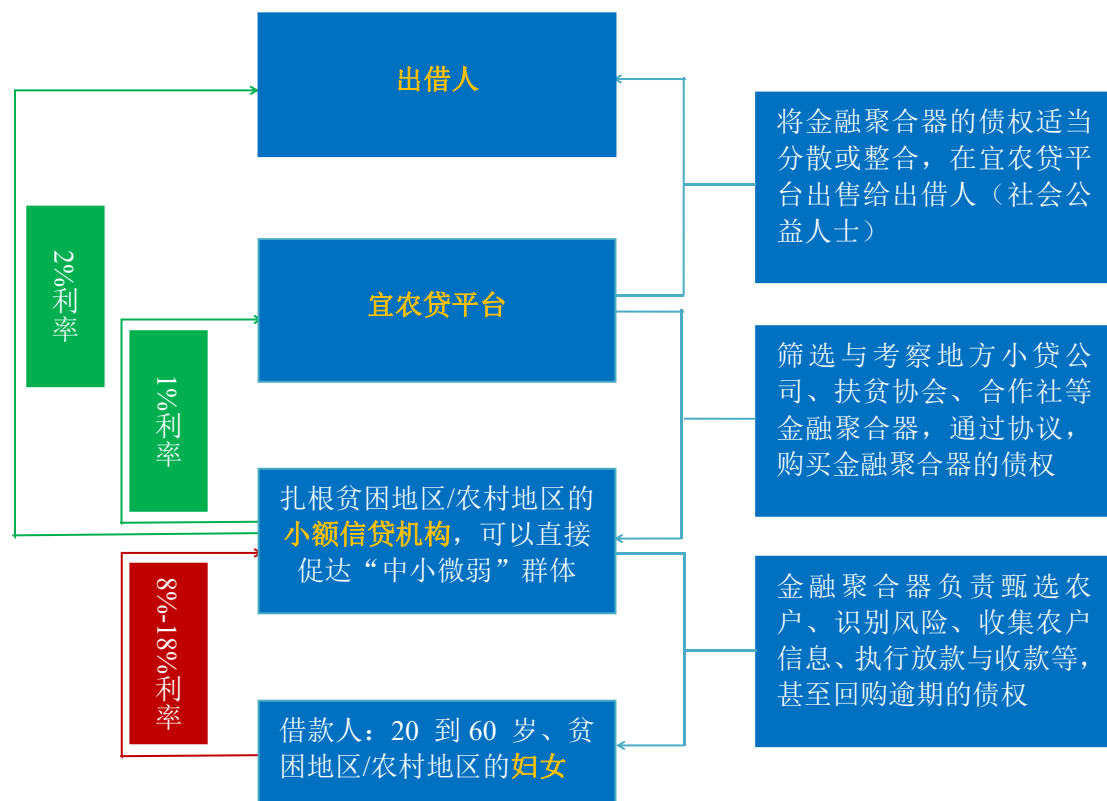 出借人
将金融聚合器的债权适当
分散或整合，在宜农贷平
台出售给出借人（社会公
益人士）
2%利率
宜农贷平台
1%利率
筛选与考察地方小贷公
司、扶贫协会、合作社等
金融聚合器，通过协议，
购买金融聚合器的债权
扎根贫困地区/农村地区的
小额信贷机构，可以直接
促达“中小微弱”群体
8%-18%利率
金融聚合器负责甄选农
户、识别风险、收集农户
信息、执行放款与收款等，
甚至回购逾期的债权
借款人：20 到 60 岁、贫
困地区/农村地区的妇女